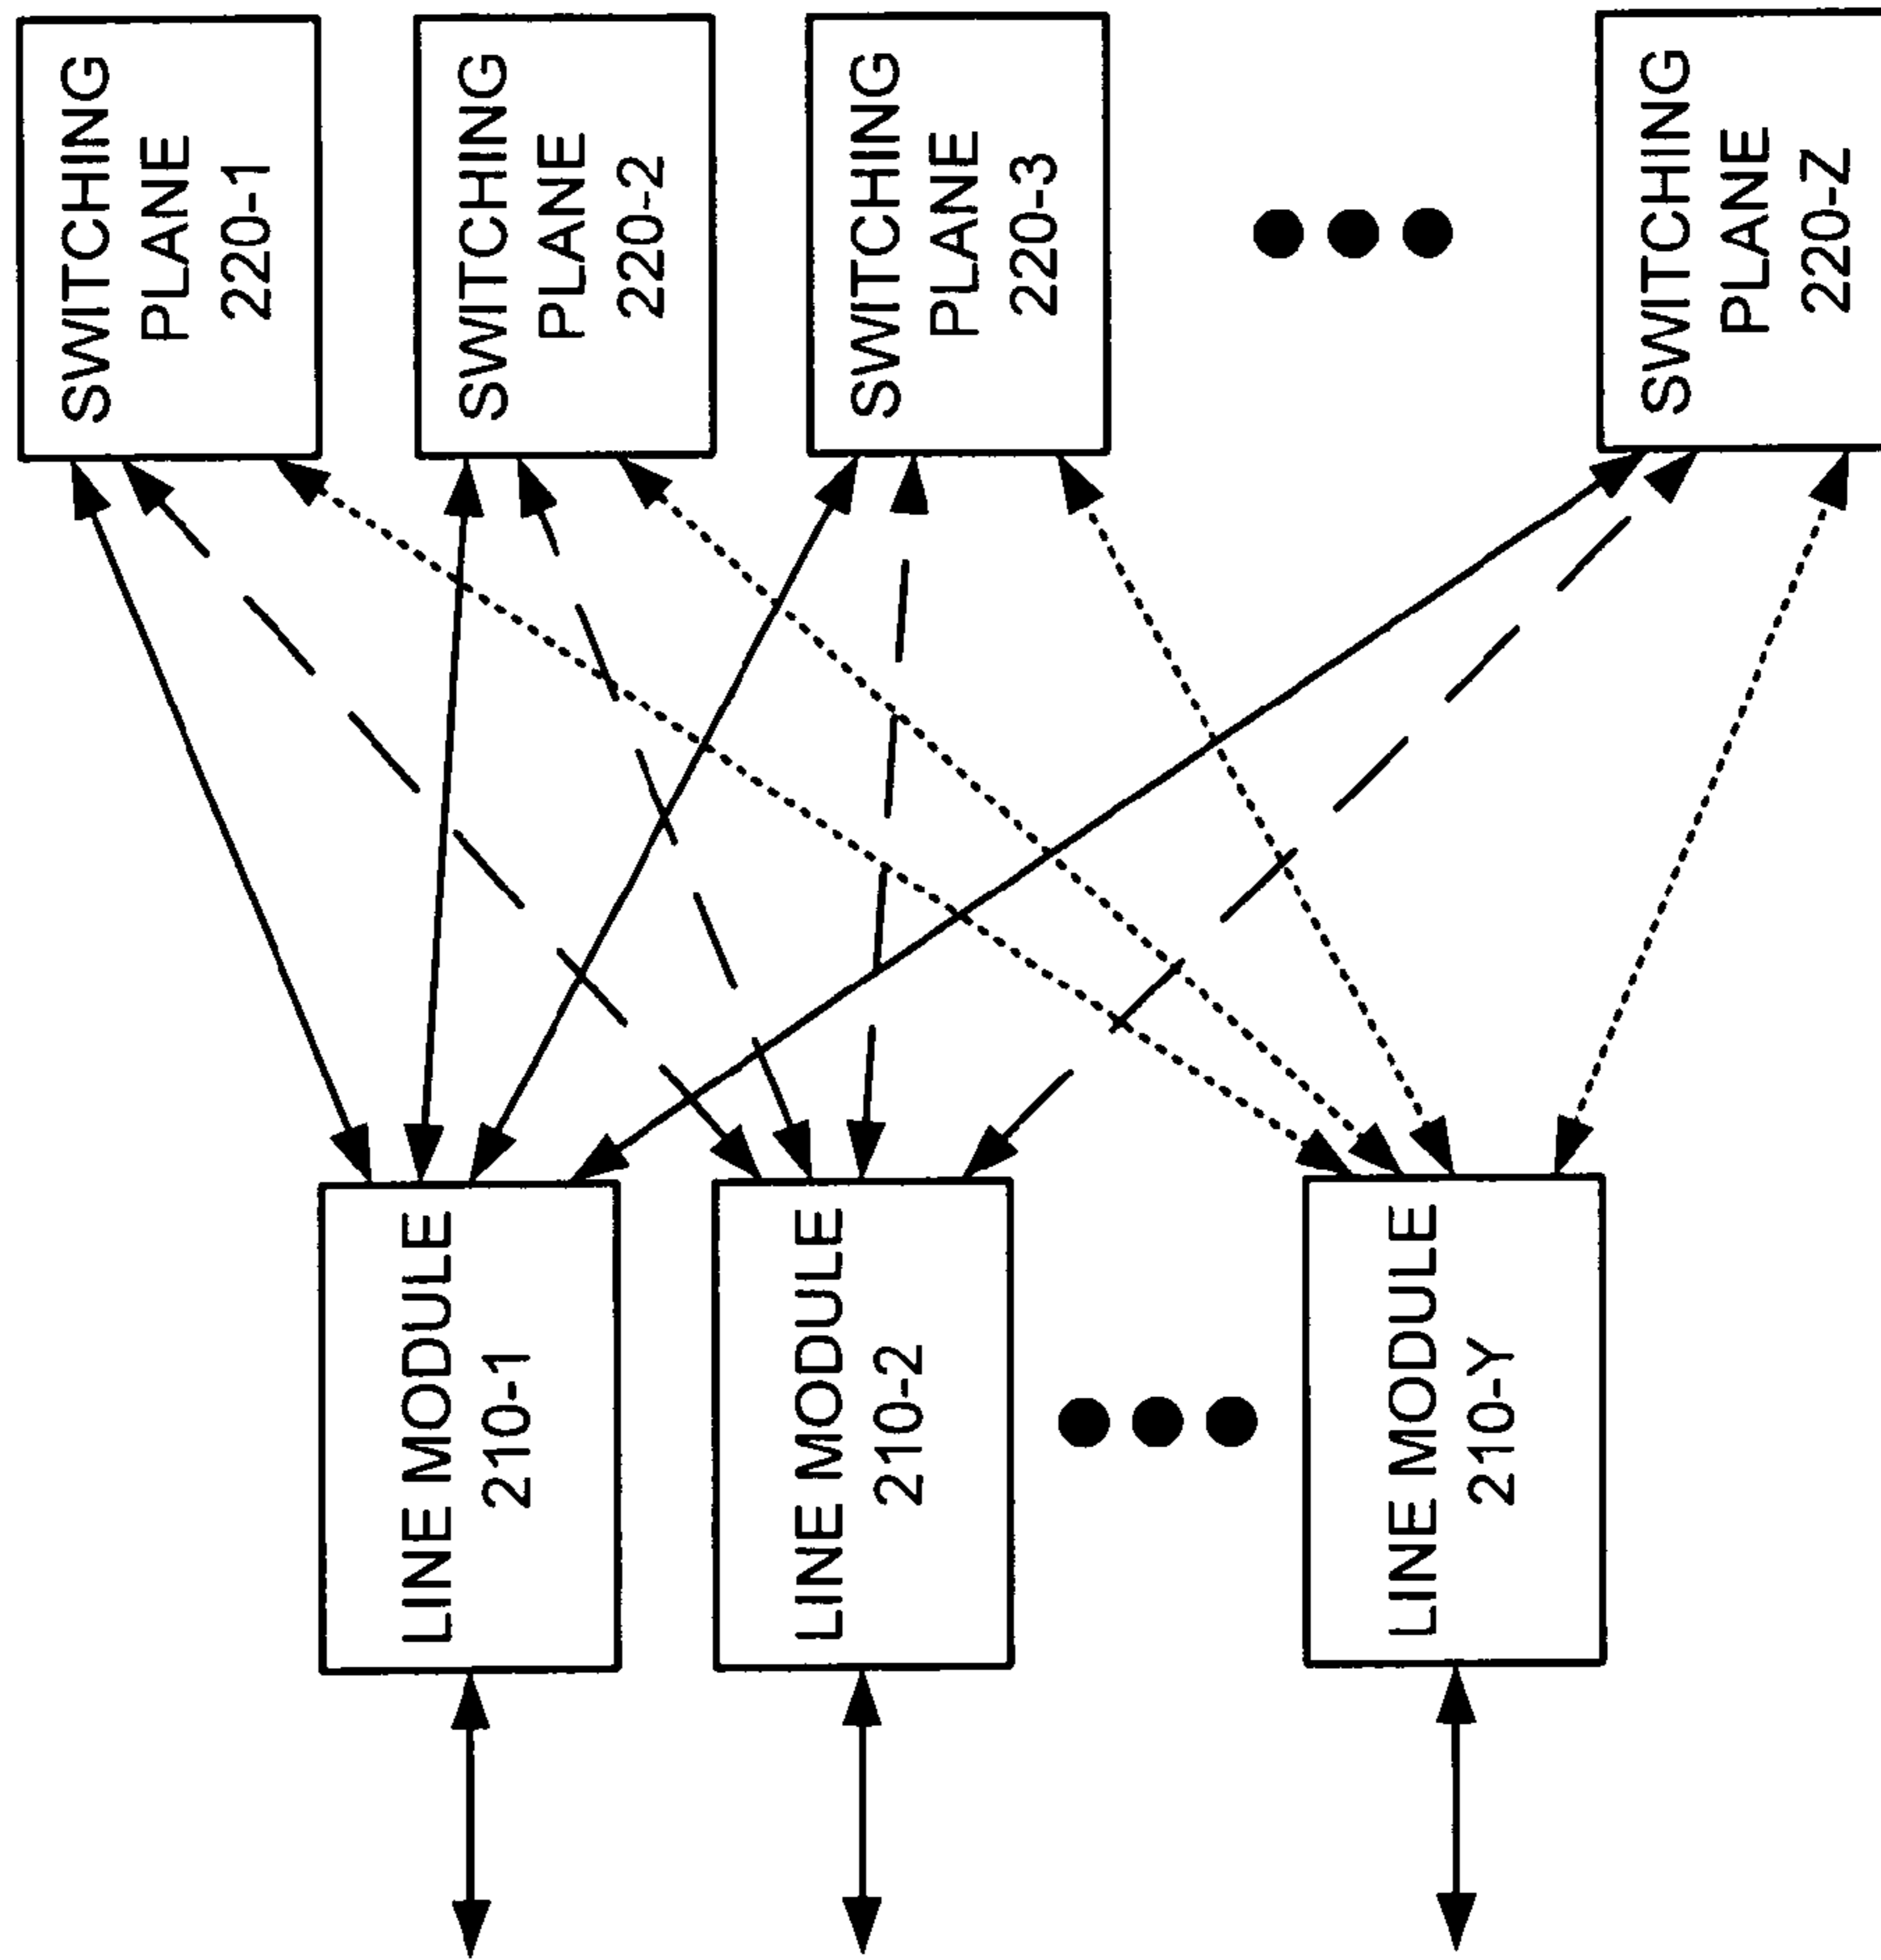 SWITCHING
PLANE
220-1
SWITCHING
PLANE
220-2
SWITCHING
PLANE
220-3
SWITCHING
PLANE
220-Z
LINE MODULE
210-1
LINE MODULE
210-2
LINE MODULE
210-Y